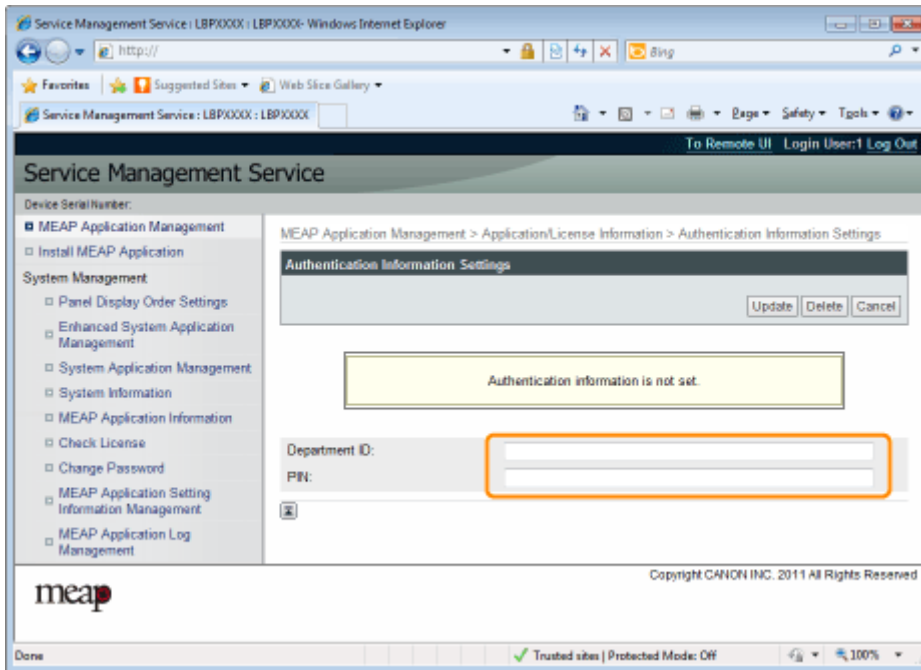 Service Management Service : LBPXXXX : LBPXXXX- Windows Internet Explorer
http://
Bing
Favorites Suggested Sites Web Slice Gallery
Service Management Service : LBPXXXX : LBPXXXX
Page Safety Tools
To Remote UI Login User:1 Log Out
Service Management Service
Device Serial Number:
MEAP Application Management
Install MEAP Application
System Management
Panel Display Order Settings
Enhanced System Application
Management
System Application Management
System Information
MEAP Application Information
Check License
Change Password
MEAP Application Setting
Information Management
MEAP Application Log
Management
MEAP Application Management > Application/License Information > Authentication Information Settings
Authentication Information Settings
Update Delete Cancel
Authentication information is not set.
Department ID:
PIN:
Copyright CANON INC. 2011 All Rights Reserved
meap
Done Trusted sites | Protected Mode: Off 100%